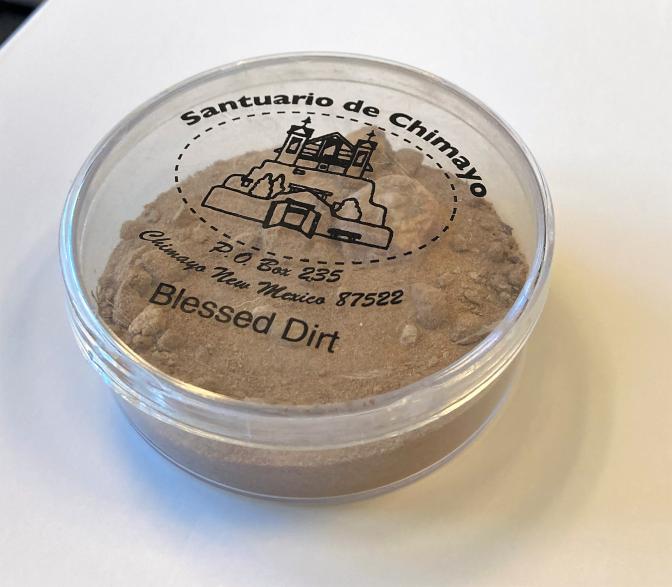 Santuario de Chimayo
P.O. Box 235
Chimayo New Mexico 87522
Blessed Dirt